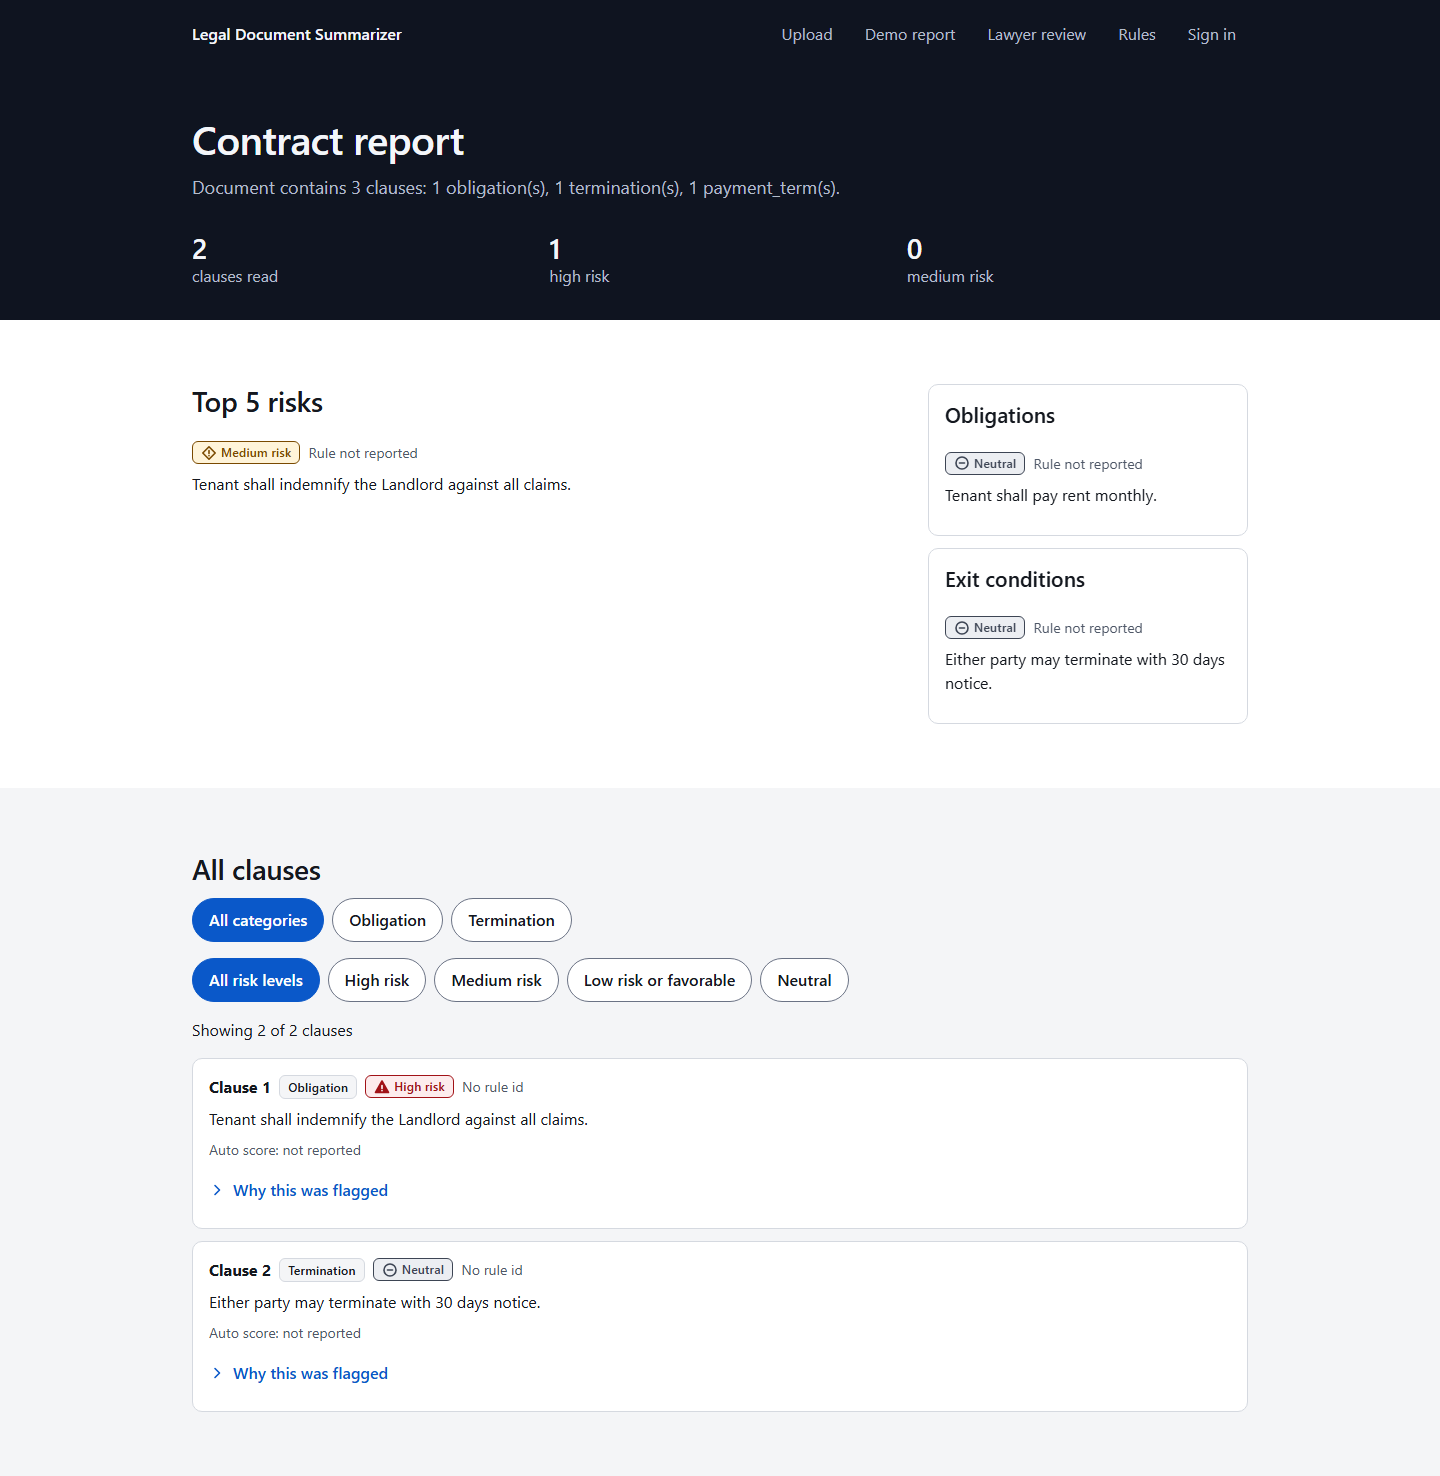 Legal Document Summarizer
Upload
Demo report
Lawyer review
Rules
Sign in
Contract report
Document contains 3 clauses: 1 obligation(s), 1 termination(s), 1 payment_term(s).
2
clauses read
1
high risk
0
medium risk
Top 5 risks
Medium risk Rule not reported
Tenant shall indemnify the Landlord against all claims.
Obligations
Neutral Rule not reported
Tenant shall pay rent monthly.
Exit conditions
Neutral Rule not reported
Either party may terminate with 30 days
notice.
All clauses
All categories Obligation Termination
All risk levels High risk Medium risk Low risk or favorable Neutral
Showing 2 of 2 clauses
Clause 1 Obligation High risk No rule id
Tenant shall indemnify the Landlord against all claims.
Auto score: not reported
Why this was flagged
Clause 2 Termination Neutral No rule id
Either party may terminate with 30 days notice.
Auto score: not reported
Why this was flagged